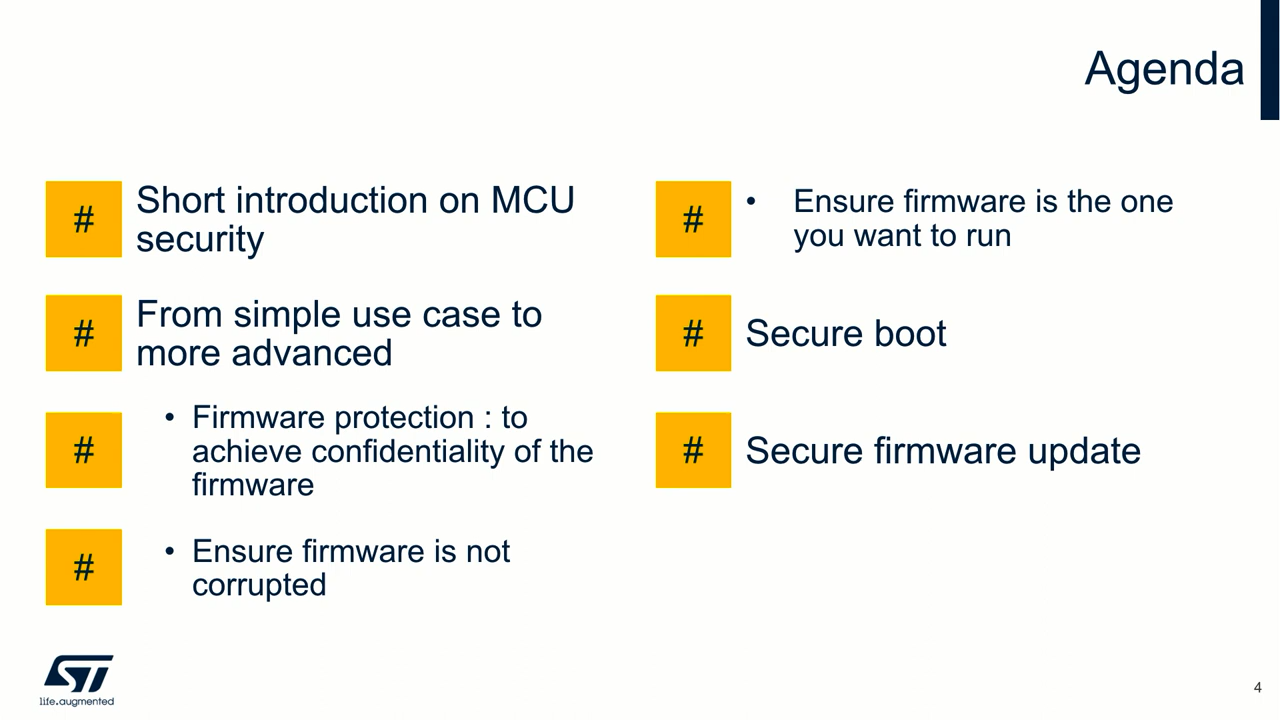 Agenda
#
Short introduction on MCU
security
#
From simple use case to
more advanced
#
• Firmware protection : to
achieve confidentiality of the
firmware
#
• Ensure firmware is not
corrupted
#
• Ensure firmware is the one
you want to run
#
Secure boot
#
Secure firmware update
ST
life.augmented
4